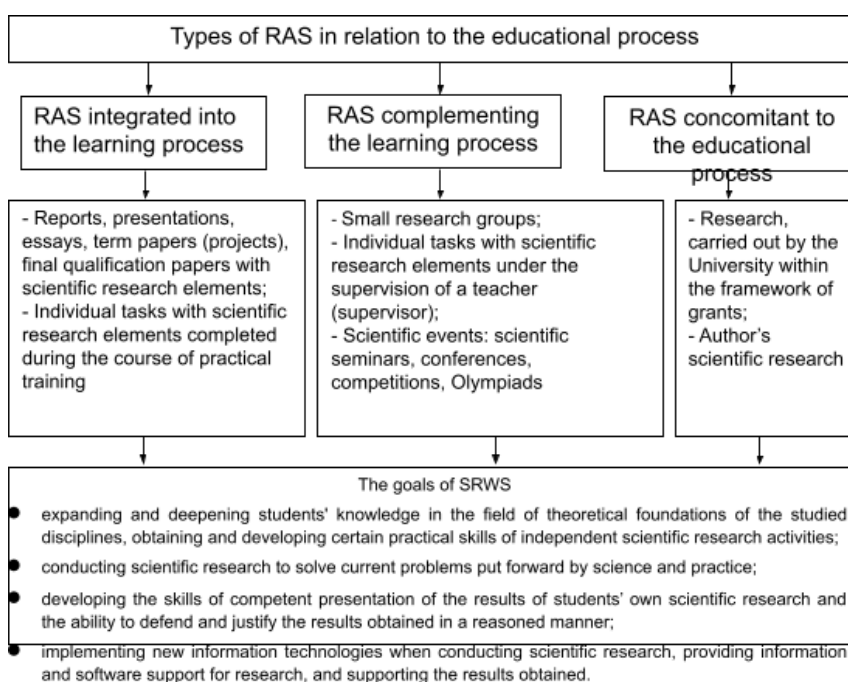 Types of RAS in relation to the educational process
RAS integrated into
the learning process
RAS complementing
the learning process
RAS concomitant to
the educational
process
- Reports, presentations,
essays, term papers (projects),
final qualification papers with
scientific research elements;
- Individual tasks with scientific
research elements completed
during the course of practical
training
- Small research groups;
- Individual tasks with scientific
research elements under the
supervision of a teacher
(supervisor);
- Scientific events: scientific
seminars, conferences,
competitions, Olympiads
- Research,
carried out by the
University within
the framework of
grants;
- Author’s
scientific research
The goals of SRWS
● expanding and deepening students' knowledge in the field of theoretical foundations of the studied
disciplines, obtaining and developing certain practical skills of independent scientific research activities;
● conducting scientific research to solve current problems put forward by science and practice;
● developing the skills of competent presentation of the results of students’ own scientific research and
the ability to defend and justify the results obtained in a reasoned manner;
● implementing new information technologies when conducting scientific research, providing information
and software support for research, and supporting the results obtained.